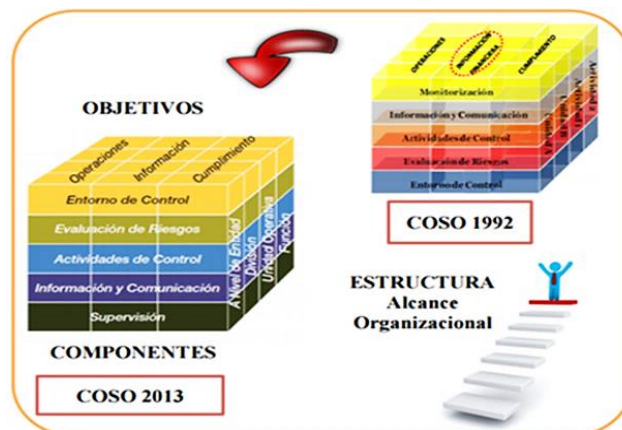 OBJETIVOS
Operaciones
Información
Cumplimiento
Entorno de Control
Evaluación de Riesgos
Actividades de Control
Información y Comunicación
Supervisión
A Nivel de Entidad
División
Unidad Operativa
Función
COMPONENTES
COSO 2013
OPERACIONES
INFORMACIÓN
FINANCIERA
CUMPLIMIENTO
Monitorización
Información y Comunicación
Actividades de Control
Evaluación de Riesgos
Entorno de Control
COSO 1992
ESTRUCTURA
Alcance
Organizacional